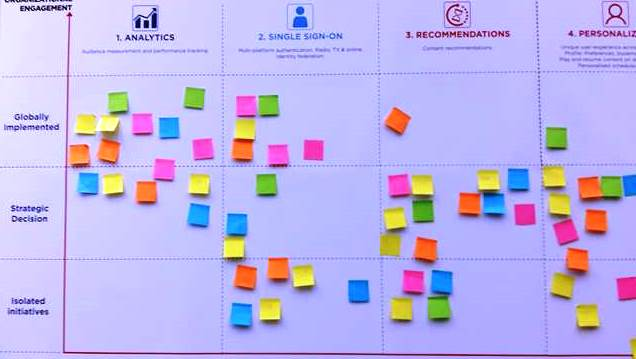 ORGANIZATIONAL
ENGAGEMENT
1. ANALYTICS
Audience measurement and performance tracking
2. SINGLE SIGN-ON
Multi-platform authentication, Radio, TV & online
Identity federation
3. RECOMMENDATIONS
Content recommendations
4. PERSONALIZ
Globally
Implemented
Strategic
Decision
Isolated
initiatives